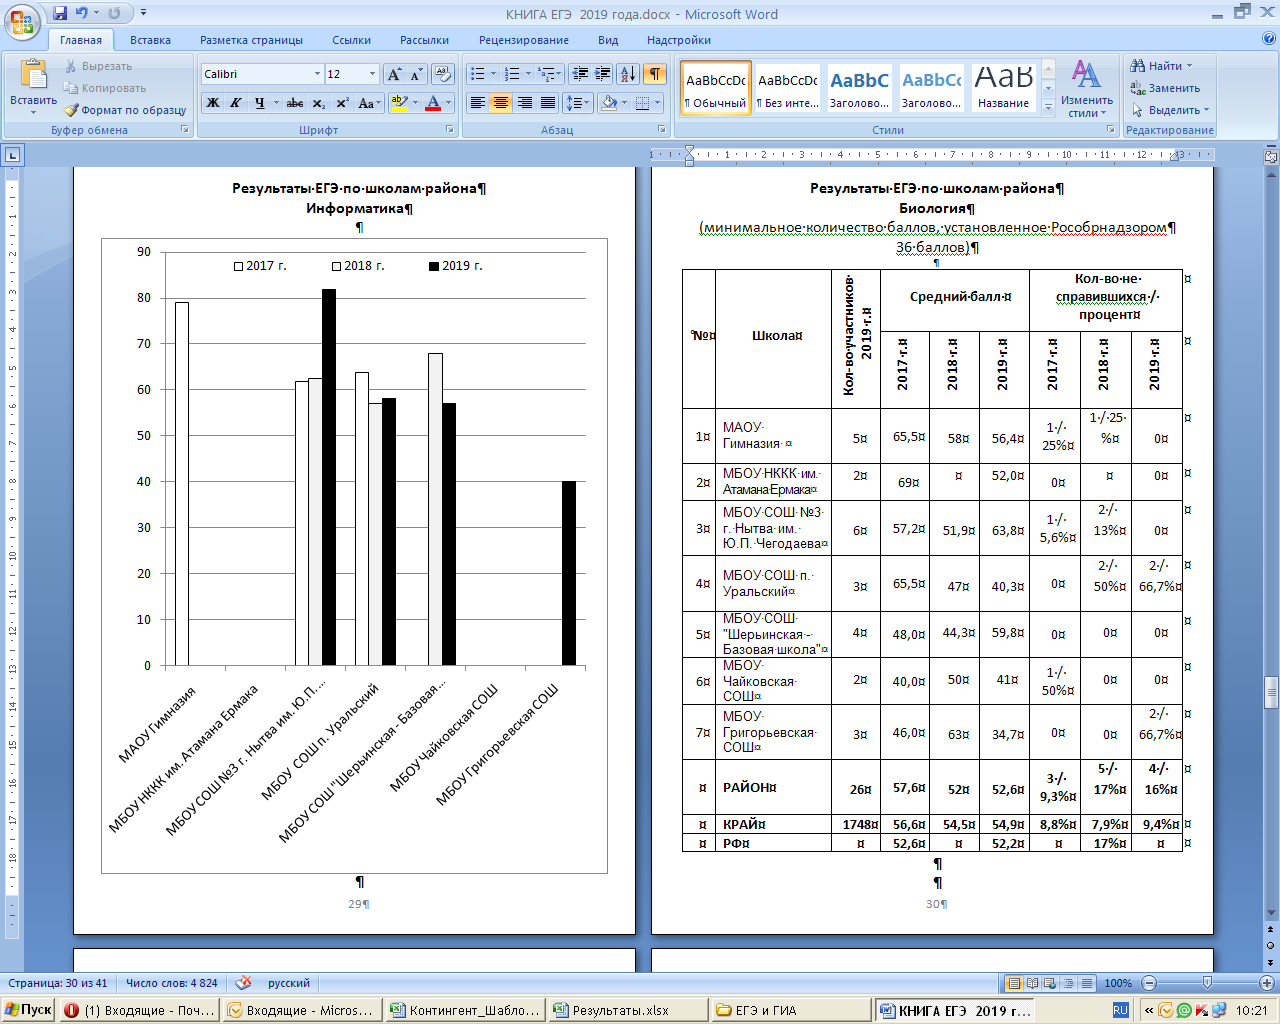 КНИГА ЕГЭ 2019 года.docx - Microsoft Word
Главная Вставка Разметка страницы Ссылки Рассылки Рецензирование Вид Надстройки
Вставить
Вырезать
Копировать
Формат по образцу
Буфер обмена
Calibri 12
Ж К Ч abc x₂ x² Aa
Шрифт
Абзац
AaBbCcDc AaBbCcDc AaBbC AaBbCc AaB
¶ Обычный ¶ Без инте... Заголово... Заголово... Название
Стили
Изменить стили
Найти
Заменить
Выделить
Редактирование
Результаты·ЕГЭ·по·школам·района¶
Информатика¶
¶
2017 г. 2018 г. 2019 г.
90
80
70
60
50
40
30
20
10
0
МАОУ Гимназия
МБОУ НККК им. Атамана Ермака
МБОУ СОШ №3 г. Нытва им. Ю.П. ...
МБОУ СОШ п. Уральский
МБОУ СОШ "Шерьинская - Базовая...
МБОУ Чайковская СОШ
МБОУ Григорьевская СОШ
¶
29¶
Результаты·ЕГЭ·по·школам·района¶
Биология¶
(минимальное·количество·баллов,·установленное·Рособрнадзором¶
36·баллов)¶
¶
№¤ Школа¤ Кол-во·участников· 2019·г.¤ Средний·балл·¤ Кол-во·не· справившихся·/· процент¤
2017·г.¤ 2018·г.¤ 2019·г.¤ 2017·г.¤ 2018·г.¤ 2019·г.¤
1¤ МАОУ· Гимназия·¤ 5¤ 65,5¤ 58¤ 56,4¤ 1·/· 25%¤ 1·/·25· %¤ 0¤
2¤ МБОУ·НККК·им.· Атамана·Ермака¤ 2¤ 69¤ ¤ 52,0¤ 0¤ ¤ 0¤
3¤ МБОУ·СОШ·№3· г.·Нытва·им.· Ю.П.·Чегодаева¤ 6¤ 57,2¤ 51,9¤ 63,8¤ 1·/· 5,6%¤ 2·/· 13%¤ 0¤
4¤ МБОУ·СОШ·п.· Уральский¤ 3¤ 65,5¤ 47¤ 40,3¤ 0¤ 2·/· 50%¤ 2·/· 66,7%¤
5¤ МБОУ·СОШ· "Шерьинская·-· Базовая·школа"¤ 4¤ 48,0¤ 44,3¤ 59,8¤ 0¤ 0¤ 0¤
6¤ МБОУ· Чайковская· СОШ¤ 2¤ 40,0¤ 50¤ 41¤ 1·/· 50%¤ 0¤ 0¤
7¤ МБОУ· Григорьевская· СОШ¤ 3¤ 46,0¤ 63¤ 34,7¤ 0¤ 0¤ 2·/· 66,7%¤
¤ РАЙОН¤ 26¤ 57,6¤ 52¤ 52,6¤ 3·/· 9,3%¤ 5·/· 17%¤ 4·/· 16%¤
¤ КРАЙ¤ 1748¤ 56,6¤ 54,5¤ 54,9¤ 8,8%¤ 7,9%¤ 9,4%¤
¤ РФ¤ ¤ 52,6¤ ¤ 52,2¤ ¤ 17%¤ ¤
¶
¶
30¶
Страница: 30 из 41 Число слов: 4 824 русский 100%
Пуск (1) Входящие - Поч... Входящие - Micros... Контингент_Шабло... Результаты.xlsx ЕГЭ и ГИА КНИГА ЕГЭ 2019 г... RU 10:21